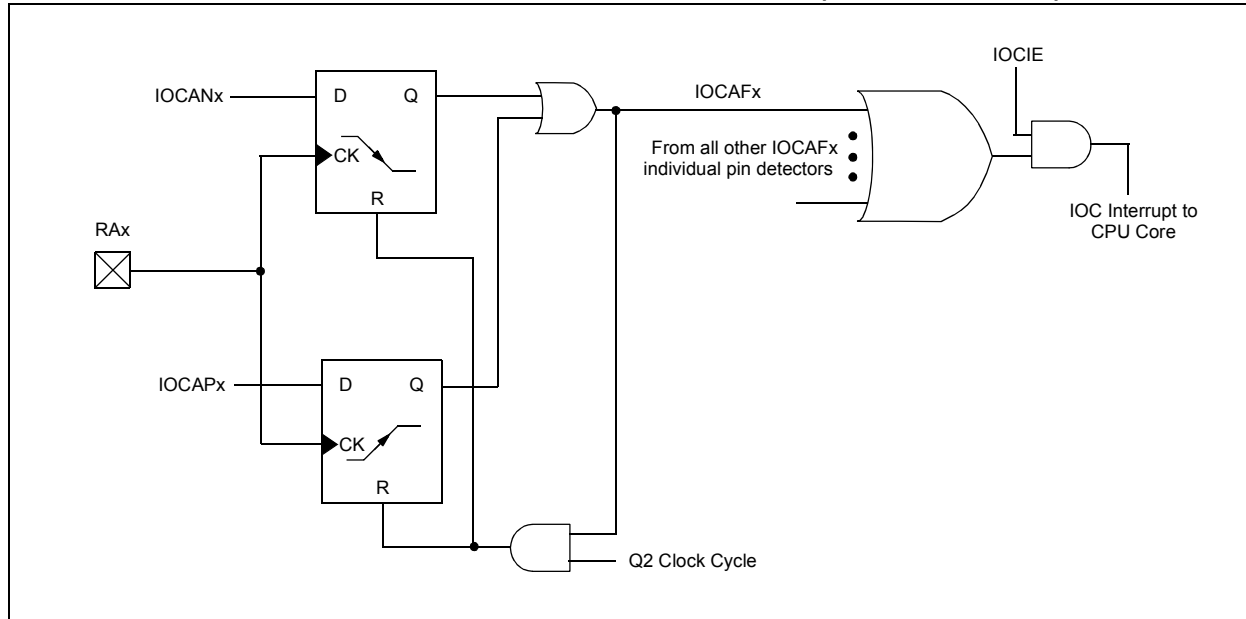 IOCIE
IOCANx
D
Q
IOCAFx
CK
From all other IOCAFx
individual pin detectors
R
IOC Interrupt to
CPU Core
RAx
IOCAPx
D
Q
CK
R
Q2 Clock Cycle